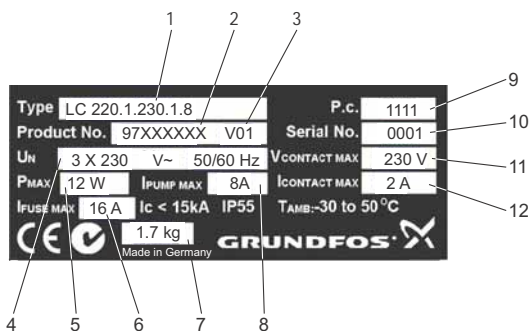 1 2 3
Type LC 220.1.230.1.8 P.c. 1111 9
Product No. 97XXXXXX V01 Serial No. 0001 10
UN 3 X 230 V~ 50/60 Hz VCONTACT MAX 230 V 11
PMAX 12 W IPUMP MAX 8A ICONTACT MAX 2 A 12
IFUSE MAX 16 A Ic < 15kA IP55 TAMB:-30 to 50°C
CE 1.7 kg GRUNDFOS
Made in Germany
4 5 6 7 8